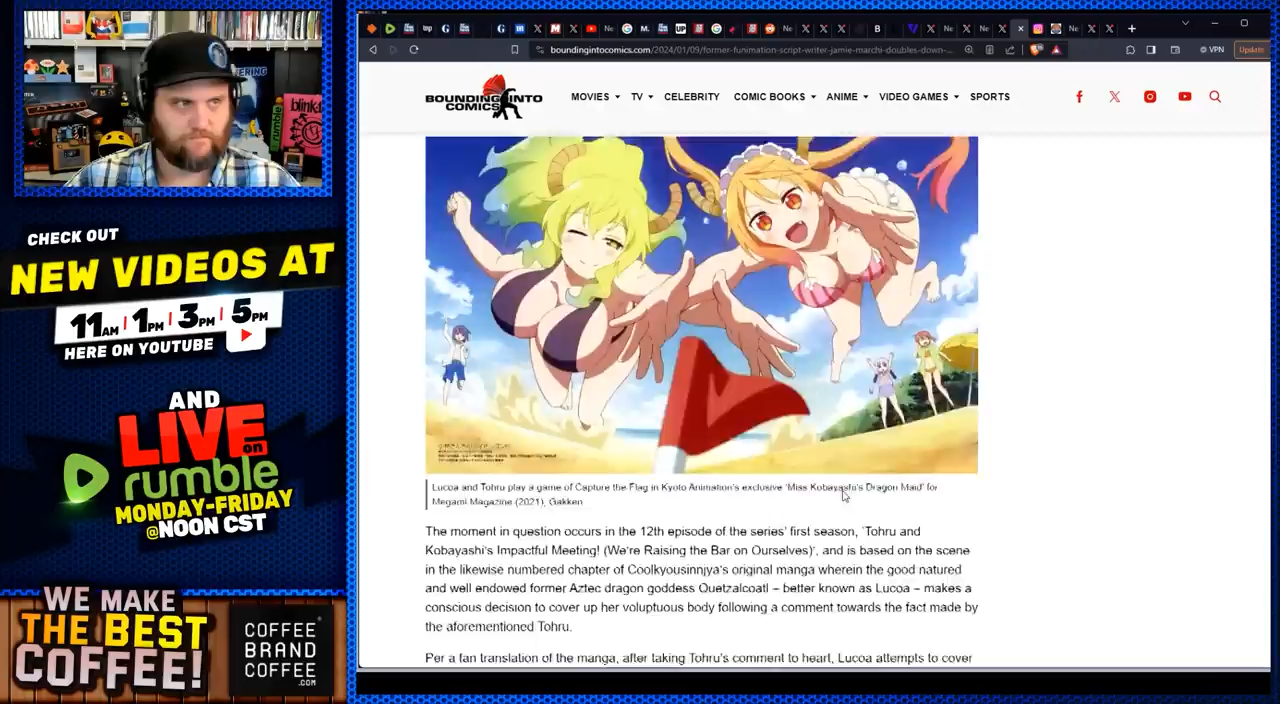 CHECK OUT
NEW VIDEOS AT
11AM | 1PM | 3PM | 5PM
HERE ON YOUTUBE
AND
LIVE
on
rumble
MONDAY-FRIDAY
@NOON CST
WE MAKE
THE BEST
COFFEE!
COFFEE
BRAND
COFFEE
.COM
boundingintocomics.com/2024/01/09/former-funimation-script-writer-jamie-marchi-doubles-down-...
VPN
Update
BOUNDING INTO
COMICS
MOVIES
TV
CELEBRITY
COMIC BOOKS
ANIME
VIDEO GAMES
SPORTS
Lucoa and Tohru play a game of Capture the Flag in Kyoto Animation's exclusive 'Miss Kobayashi's Dragon Maid' for
Megami Magazine (2021), Gakken
The moment in question occurs in the 12th episode of the series' first season, 'Tohru and
Kobayashi's Impactful Meeting! (We're Raising the Bar on Ourselves)', and is based on the scene
in the likewise numbered chapter of Coolkyousinnjya's original manga wherein the good natured
and well endowed former Aztec dragon goddess Quetzalcoatl – better known as Lucoa – makes a
conscious decision to cover up her voluptuous body following a comment towards the fact made by
the aforementioned Tohru.
Per a fan translation of the manga, after taking Tohru's comment to heart, Lucoa attempts to cover